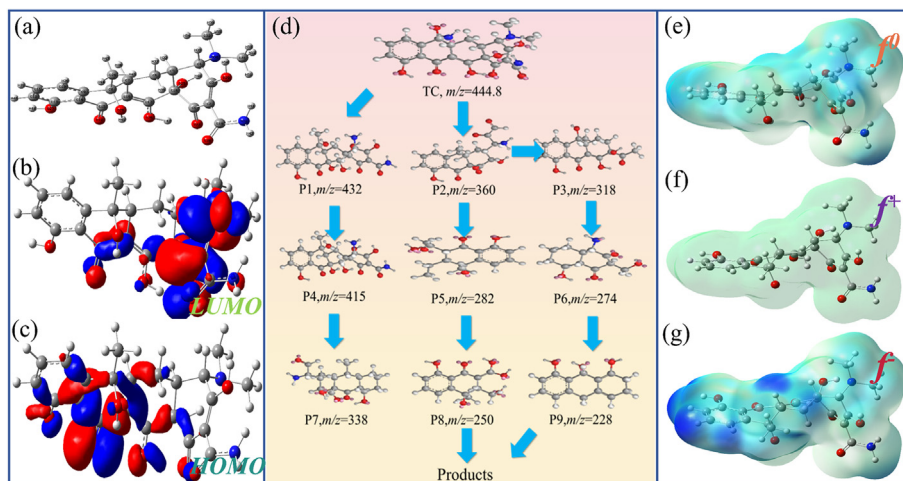 (a)
(b)
LUMO
(c)
HOMO
(d)
TC, m/z=444.8
P1,m/z=432
P2,m/z=360
P3,m/z=318
P4,m/z=415
P5,m/z=282
P6,m/z=274
P7,m/z=338
P8,m/z=250
P9,m/z=228
Products
(e)
f⁰
(f)
f⁺
(g)
f⁻